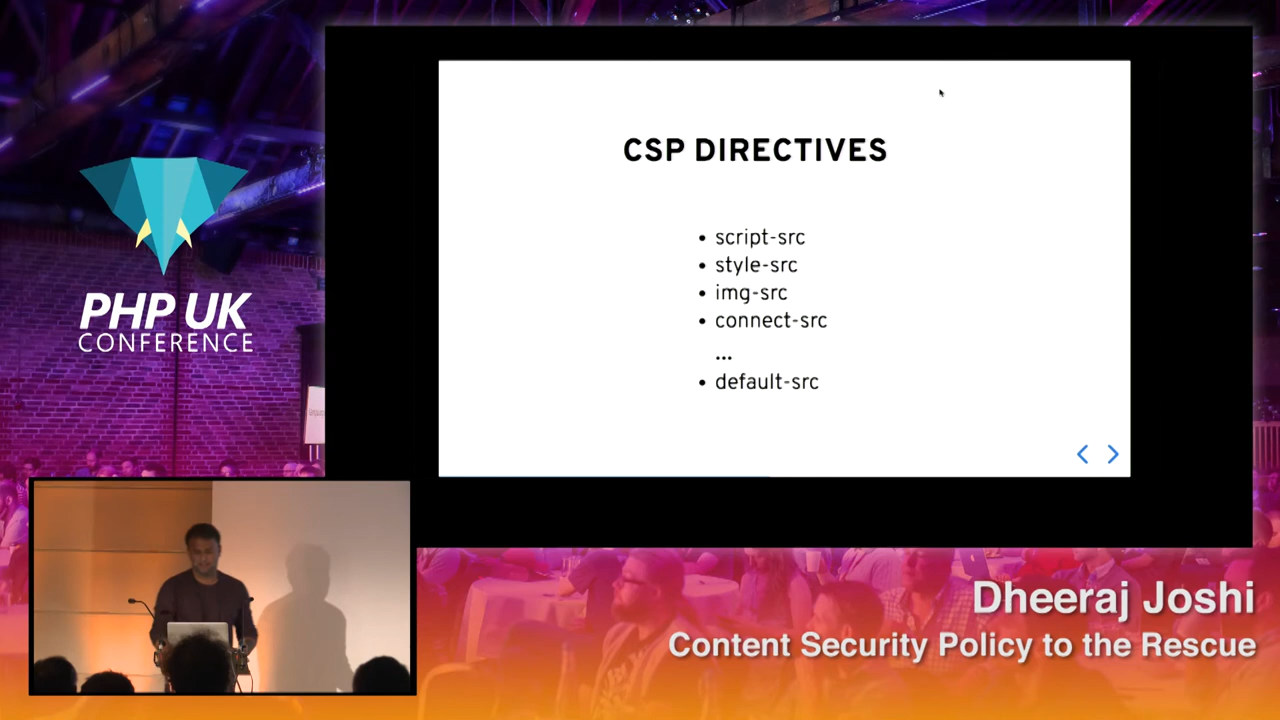 CSP DIRECTIVES
• script-src
• style-src
• img-src
• connect-src
...
• default-src
PHP UK
CONFERENCE
Dheeraj Joshi
Content Security Policy to the Rescue